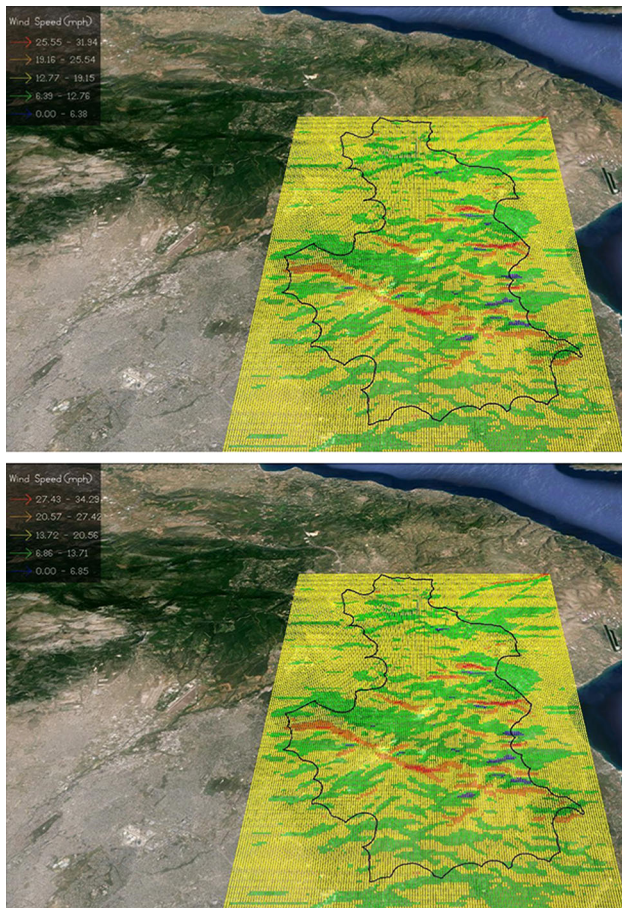 Wind Speed (mph)
25.55 - 31.94
19.16 - 25.54
12.77 - 19.15
6.39 - 12.76
0.00 - 6.38
Wind Speed (mph)
27.43 - 34.29
20.57 - 27.42
13.72 - 20.56
6.86 - 13.71
0.00 - 6.85